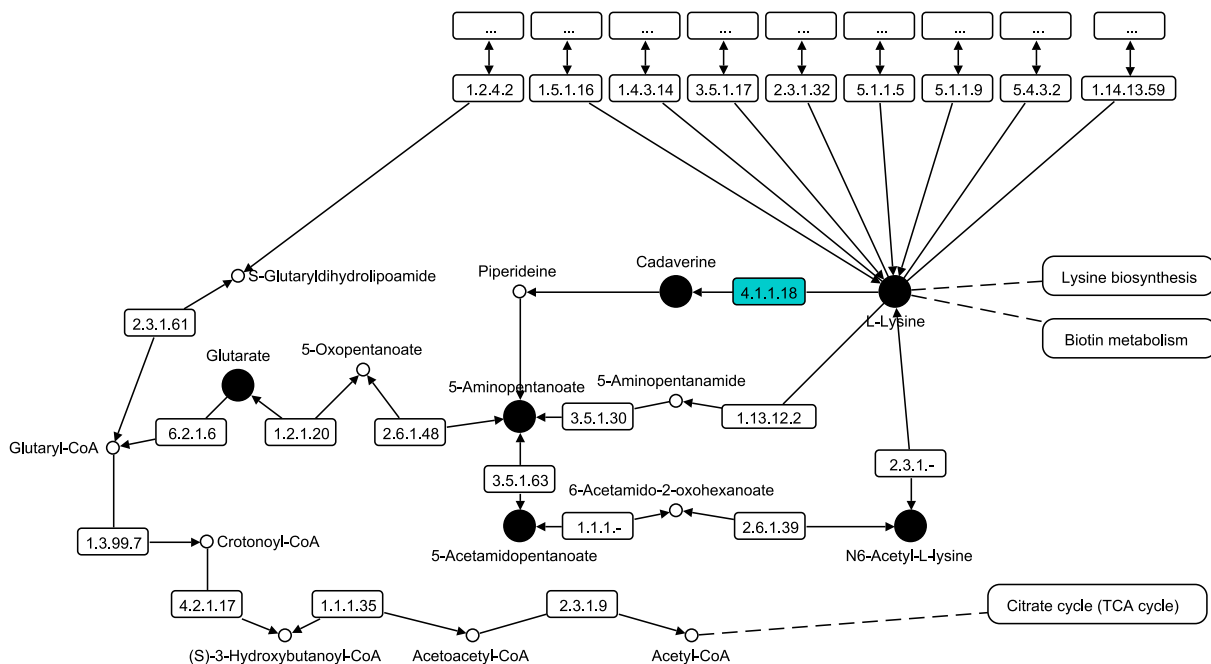 ... ... ... ... ... ... ... ... ...
1.2.4.2 1.5.1.16 1.4.3.14 3.5.1.17 2.3.1.32 5.1.1.5 5.1.1.9 5.4.3.2 1.14.13.59
S-Glutaryldihydrolipoamide
Piperideine
Cadaverine
4.1.1.18
L-Lysine
Lysine biosynthesis
Biotin metabolism
2.3.1.61
Glutarate
5-Oxopentanoate
5-Aminopentanoate
5-Aminopentanamide
6.2.1.6
1.2.1.20
2.6.1.48
3.5.1.30
1.13.12.2
Glutaryl-CoA
2.3.1.-
3.5.1.63
6-Acetamido-2-oxohexanoate
1.1.1.-
2.6.1.39
5-Acetamidopentanoate
N6-Acetyl-L-lysine
1.3.99.7
Crotonoyl-CoA
4.2.1.17
1.1.1.35
2.3.1.9
Citrate cycle (TCA cycle)
(S)-3-Hydroxybutanoyl-CoA
Acetoacetyl-CoA
Acetyl-CoA